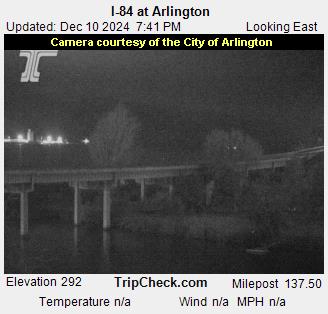 I-84 at Arlington
Updated: Dec 10 2024 7:41 PM Looking East
Camera courtesy of the City of Arlington
Elevation 292 TripCheck.com Milepost 137.50
Temperature n/a Wind n/a MPH n/a